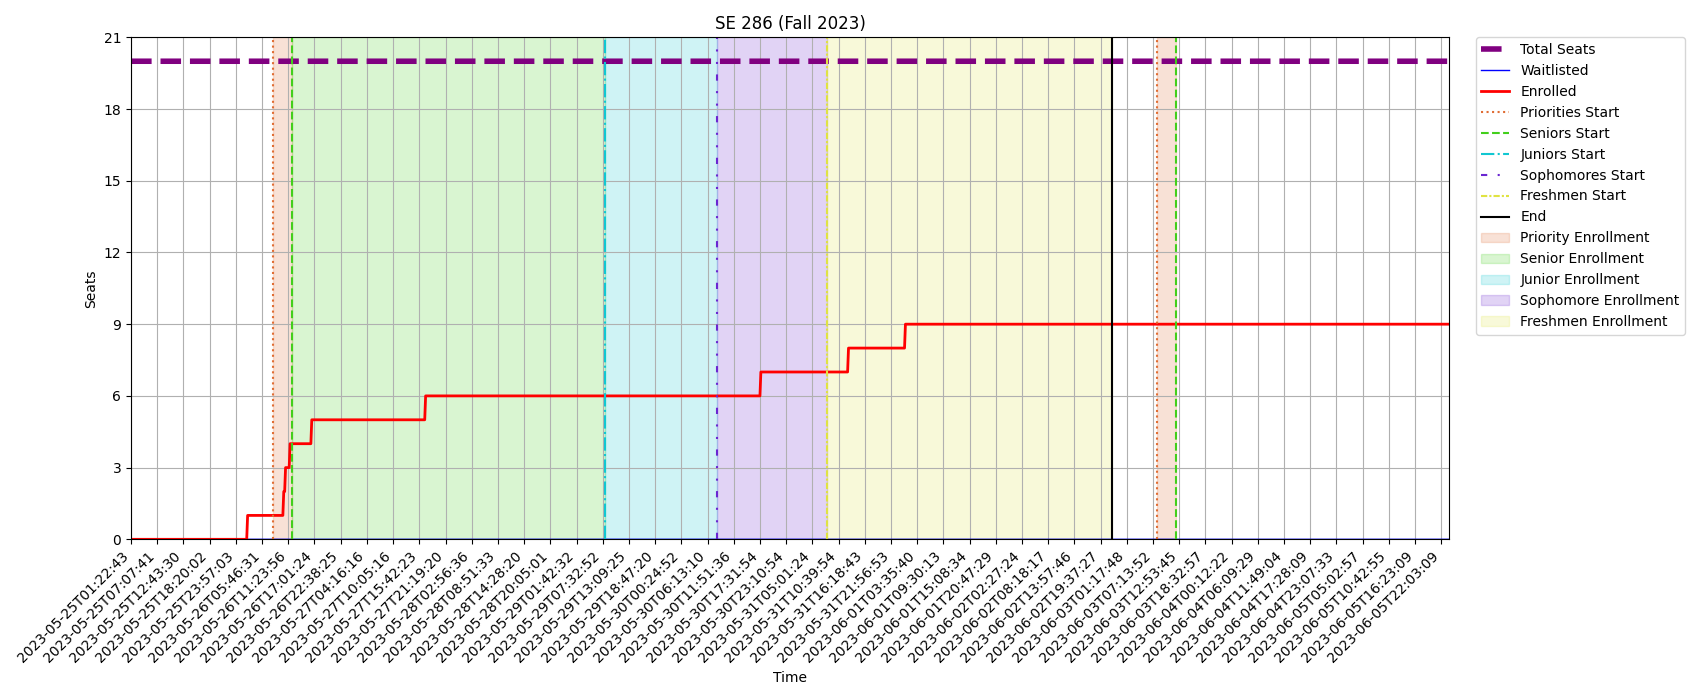 SE 286 (Fall 2023)
21
18
15
12
9
6
3
0
Seats
2023-05-25T01:22:43
2023-05-25T07:07:41
2023-05-25T12:43:30
2023-05-25T18:20:02
2023-05-25T23:57:03
2023-05-26T05:46:31
2023-05-26T11:23:56
2023-05-26T17:01:24
2023-05-26T22:38:25
2023-05-27T04:16:16
2023-05-27T10:05:16
2023-05-27T15:42:23
2023-05-27T21:19:20
2023-05-28T02:56:36
2023-05-28T08:51:33
2023-05-28T14:28:20
2023-05-28T20:05:01
2023-05-29T01:42:32
2023-05-29T07:32:52
2023-05-29T13:09:25
2023-05-29T18:47:20
2023-05-30T00:24:52
2023-05-30T06:13:10
2023-05-30T11:51:36
2023-05-30T17:31:54
2023-05-30T23:10:54
2023-05-31T05:01:24
2023-05-31T10:39:54
2023-05-31T16:18:43
2023-05-31T21:56:53
2023-06-01T03:35:40
2023-06-01T09:30:13
2023-06-01T15:08:34
2023-06-01T20:47:29
2023-06-02T02:27:24
2023-06-02T08:18:17
2023-06-02T13:57:46
2023-06-02T19:37:27
2023-06-03T01:17:48
2023-06-03T07:13:52
2023-06-03T12:53:45
2023-06-03T18:32:57
2023-06-04T00:12:22
2023-06-04T06:09:29
2023-06-04T11:49:04
2023-06-04T17:28:09
2023-06-04T23:07:33
2023-06-05T05:02:57
2023-06-05T10:42:55
2023-06-05T16:23:09
2023-06-05T22:03:09
Time
Total Seats
Waitlisted
Enrolled
Priorities Start
Seniors Start
Juniors Start
Sophomores Start
Freshmen Start
End
Priority Enrollment
Senior Enrollment
Junior Enrollment
Sophomore Enrollment
Freshmen Enrollment